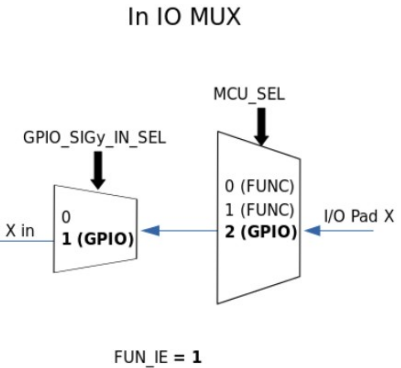 In IO MUX
MCU_SEL
GPIO_SIGy_IN_SEL
0 (FUNC)
1 (FUNC)
2 (GPIO)
I/O Pad X
0
1 (GPIO)
X in
FUN_IE = 1